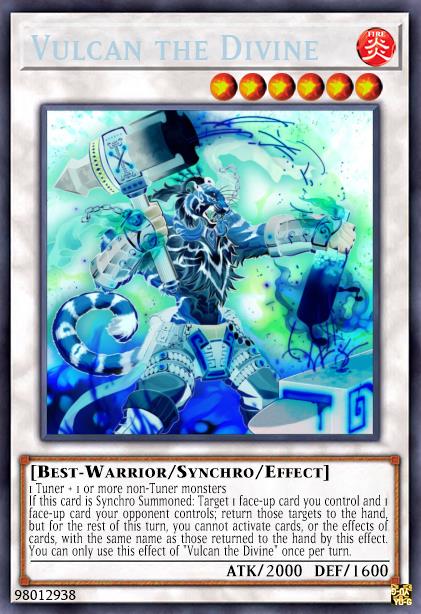 VULCAN THE DIVINE
FIRE
炎
[BEST-WARRIOR/SYNCHRO/EFFECT]
1 Tuner + 1 or more non-Tuner monsters
If this card is Synchro Summoned: Target 1 face-up card you control and 1
face-up card your opponent controls; return those targets to the hand,
but for the rest of this turn, you cannot activate cards, or the effects of
cards, with the same name as those returned to the hand by this effect.
You can only use this effect of "Vulcan the Divine" once per turn.
ATK/2000 DEF/1600
98012938